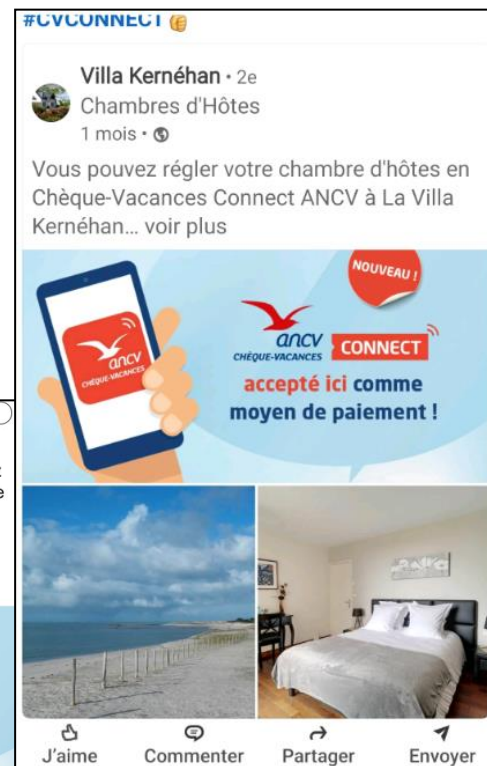 #CVCONNECT 👍
Villa Kernéhan • 2e
Chambres d'Hôtes
1 mois •
Vous pouvez régler votre chambre d'hôtes en
Chèque-Vacances Connect ANCV à La Villa
Kernéhan... voir plus
NOUVEAU !
ancv
CHÈQUE-VACANCES
CONNECT
accepté ici comme
moyen de paiement !
ancv
CHÈQUE-VACANCES
J'aime
Commenter
Partager
Envoyer